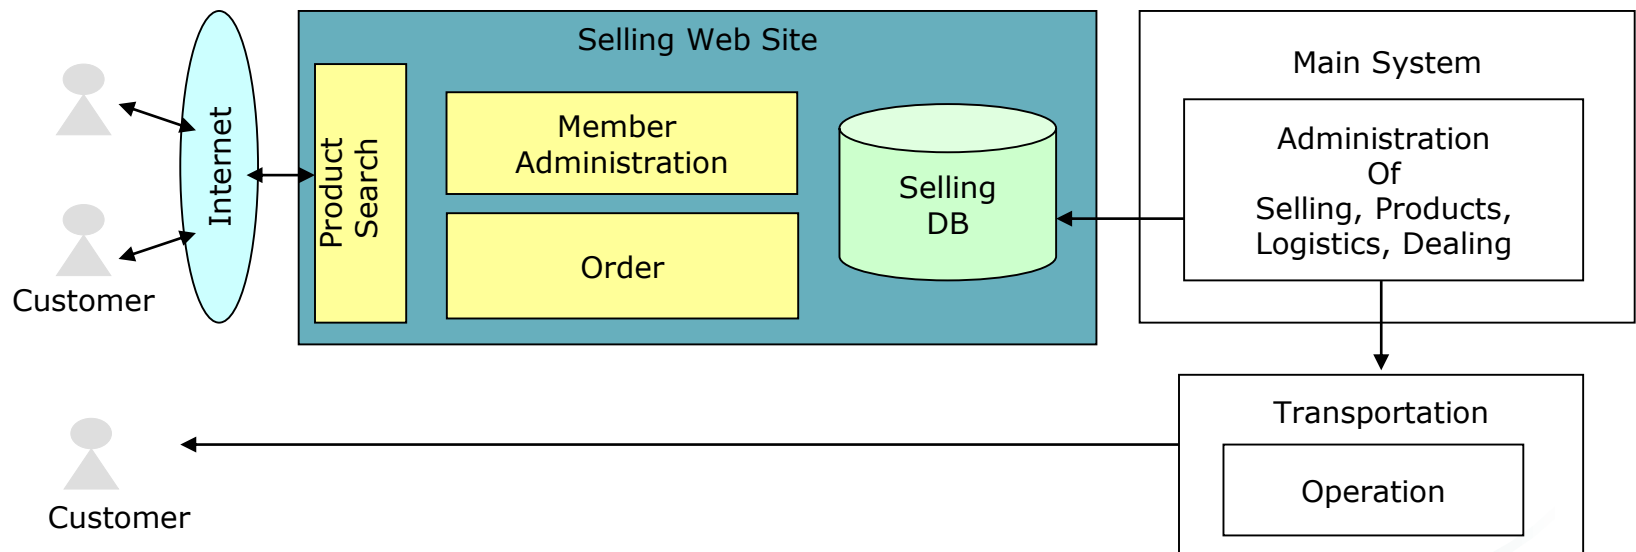 Selling Web Site
Main System
Internet
Product
Search
Member
Administration
Order
Selling
DB
Administration
Of
Selling, Products,
Logistics, Dealing
Customer
Transportation
Operation
Customer